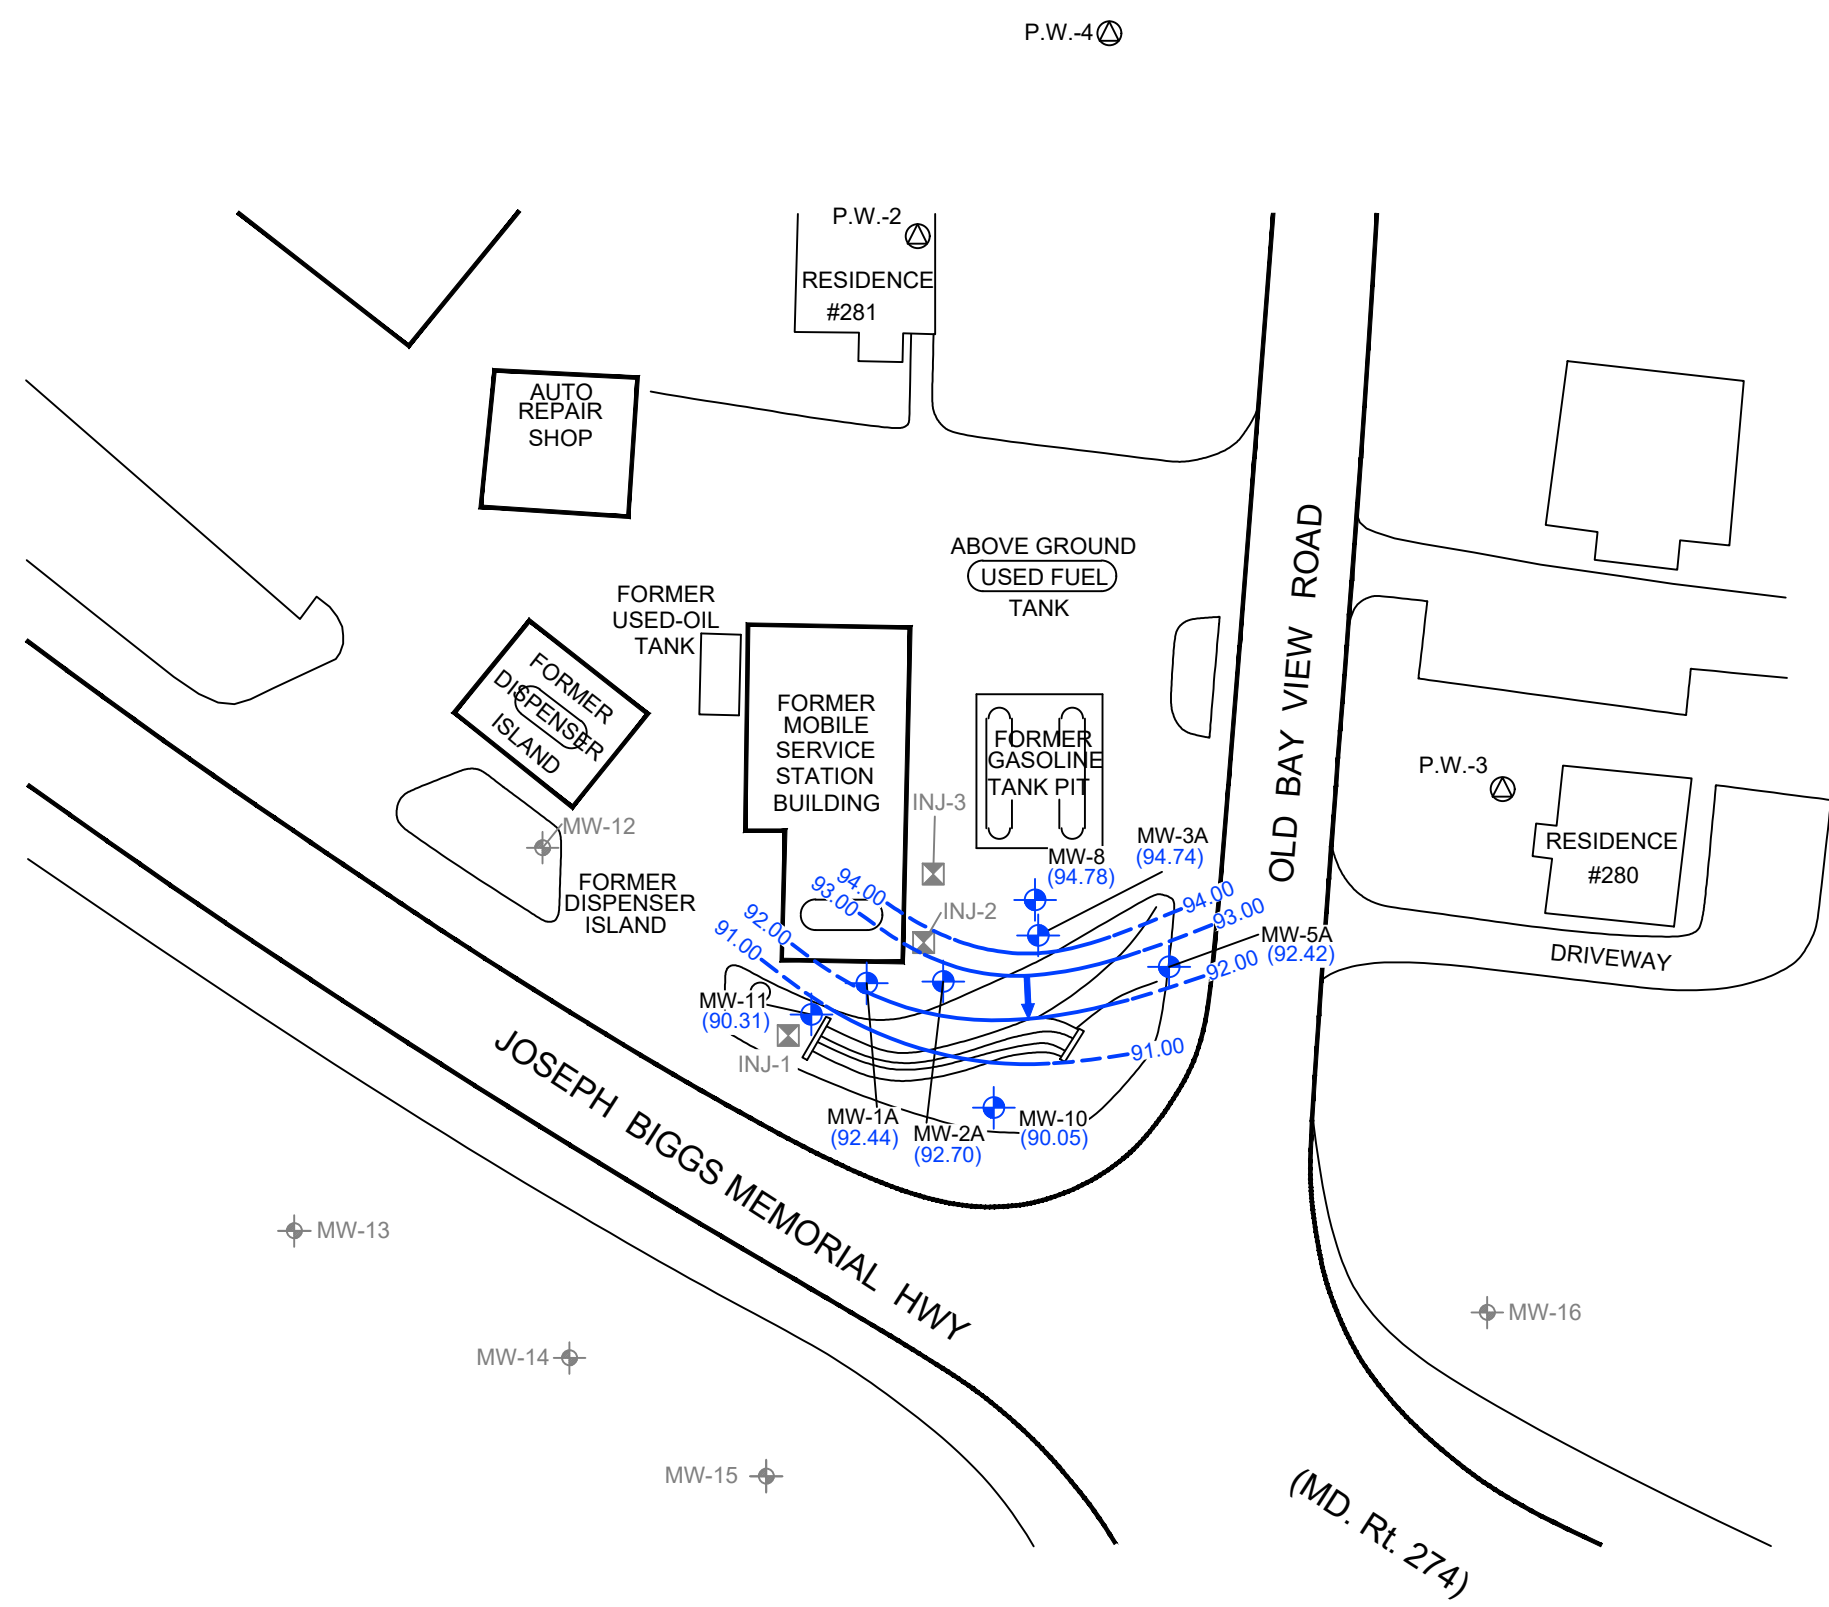 P.W.-4
P.W.-2
RESIDENCE
#281
AUTO
REPAIR
SHOP
ABOVE GROUND
USED FUEL
TANK
FORMER
USED-OIL
TANK
FORMER
DISPENSER
ISLAND
FORMER
MOBILE
SERVICE
STATION
BUILDING
FORMER
GASOLINE
TANK PIT
OLD BAY VIEW ROAD
P.W.-3
RESIDENCE
#280
DRIVEWAY
INJ-3
MW-12
MW-3A
(94.74)
MW-8
(94.78)
FORMER
DISPENSER
ISLAND
94.00
93.00
92.00
91.00
INJ-2
94.00
93.00
92.00
91.00
MW-5A
(92.42)
MW-11
(90.31)
INJ-1
MW-1A
(92.44)
MW-2A
(92.70)
MW-10
(90.05)
JOSEPH BIGGS MEMORIAL HWY
MW-13
MW-14
MW-15
MW-16
(MD. Rt. 274)